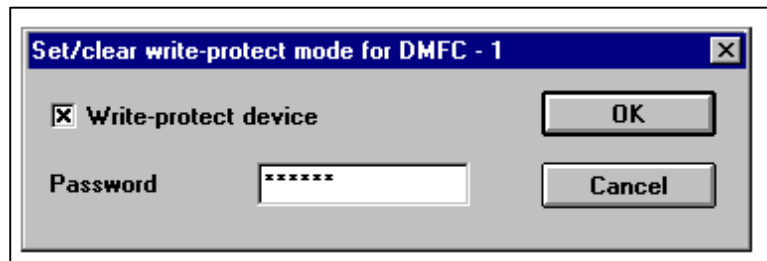 Set/clear write-protect mode for DMFC - 1
Write-protect device
OK
Password
******
Cancel